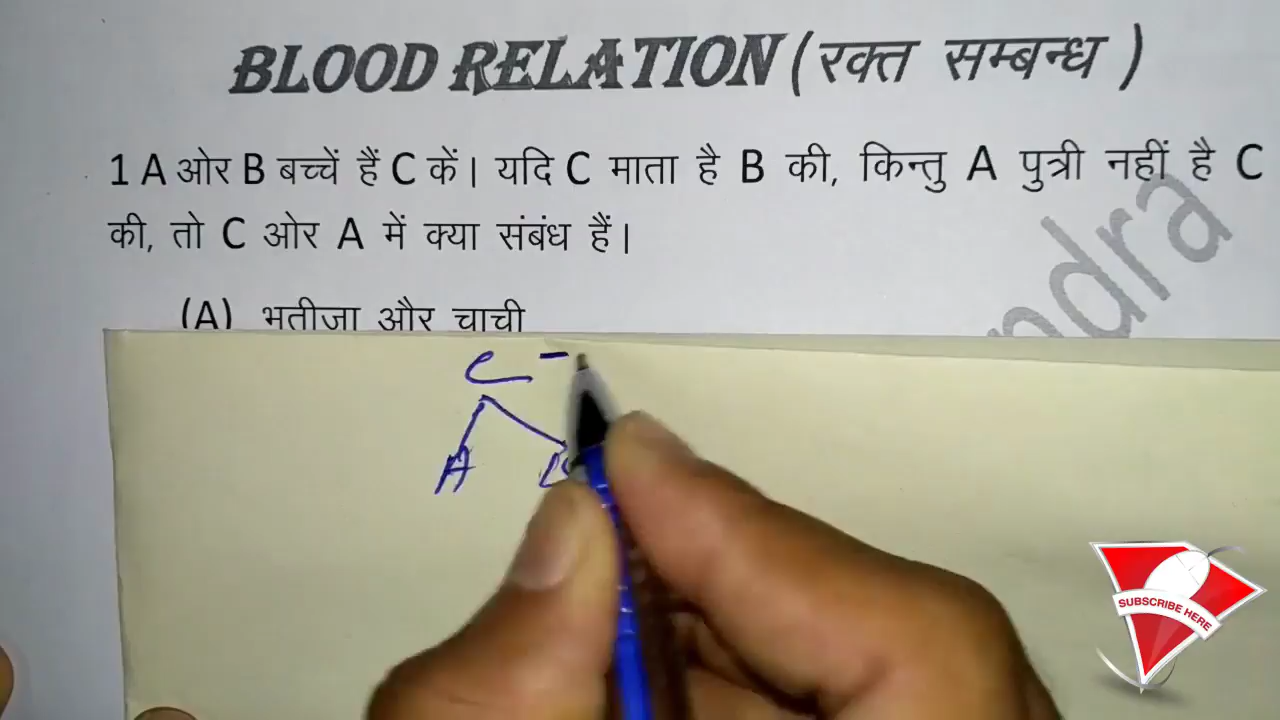 BLOOD RELATION ( रक्त सम्बन्ध )
1 A ओर B बच्चें हैं C कें। यदि C माता है B की, किन्तु A पुत्री नहीं है C
की, तो C ओर A में क्या संबंध हैं।
(A) भतीजा और चाची
C -
A
SUBSCRIBE HERE